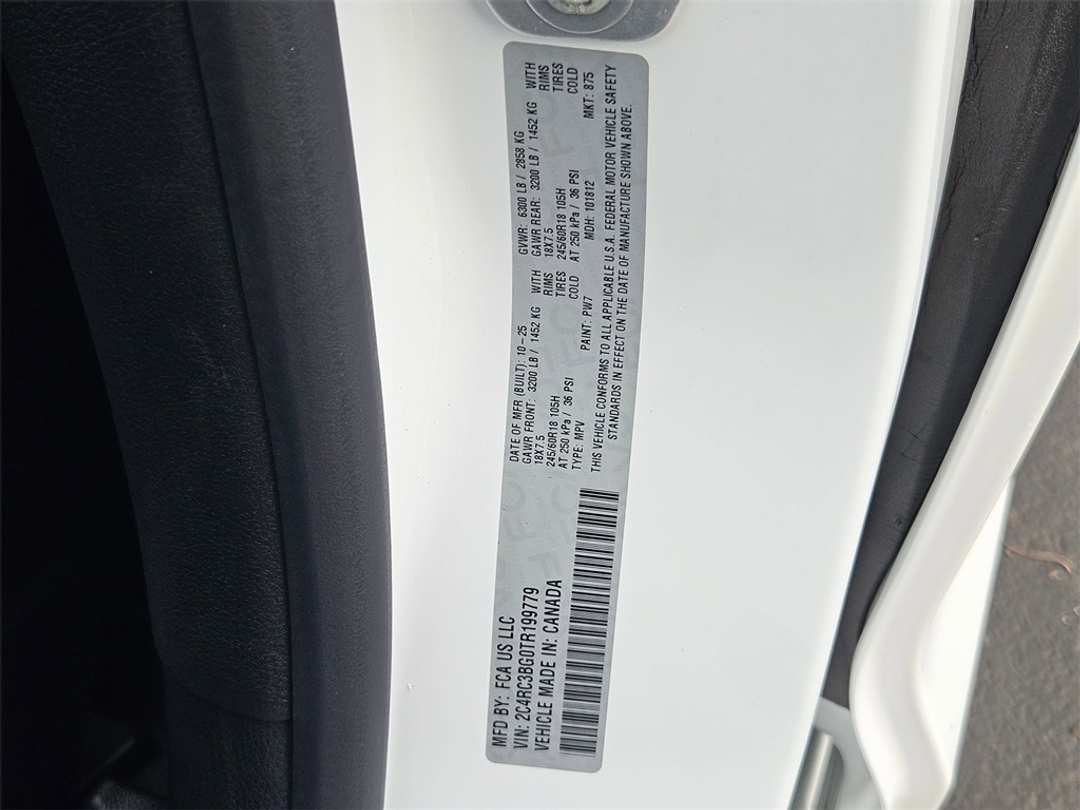 MFD BY: FCA US LLC
VIN: 2C4RC3BG0TR199779
VEHICLE MADE IN: CANADA
DATE OF MFR (BUILT): 10-25 GVWR: 6300 LB / 2858 KG
GAWR FRONT: 3200 LB / 1452 KG WITH GAWR REAR: 3200 LB / 1452 KG WITH
18X7.5 RIMS 18X7.5 RIMS
245/60R18 105H TIRES 245/60R18 105H TIRES
AT 250 kPa / 36 PSI COLD AT 250 kPa / 36 PSI COLD
TYPE: MPV PAINT: PW7 MDH: 101812 MKT: 875
THIS VEHICLE CONFORMS TO ALL APPLICABLE U.S.A. FEDERAL MOTOR VEHICLE SAFETY
STANDARDS IN EFFECT ON THE DATE OF MANUFACTURE SHOWN ABOVE.